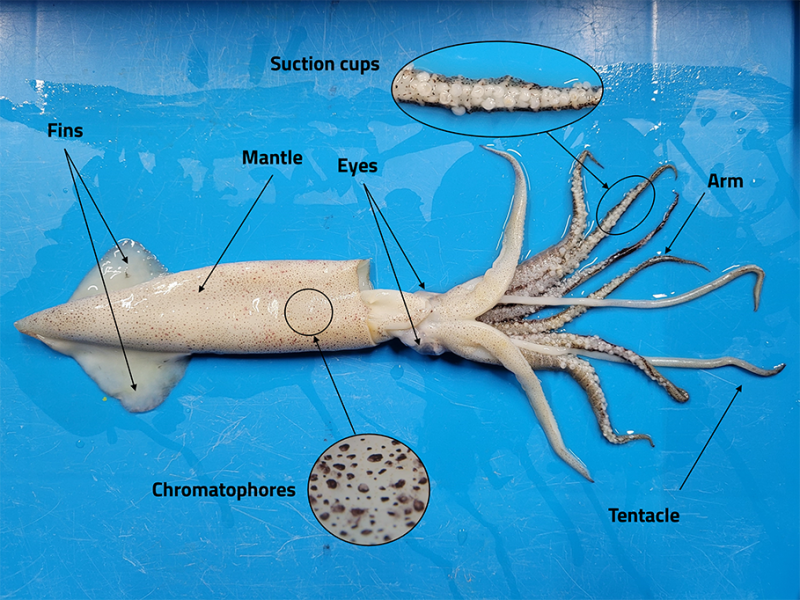 Suction cups
Fins
Mantle
Eyes
Arm
Chromatophores
Tentacle